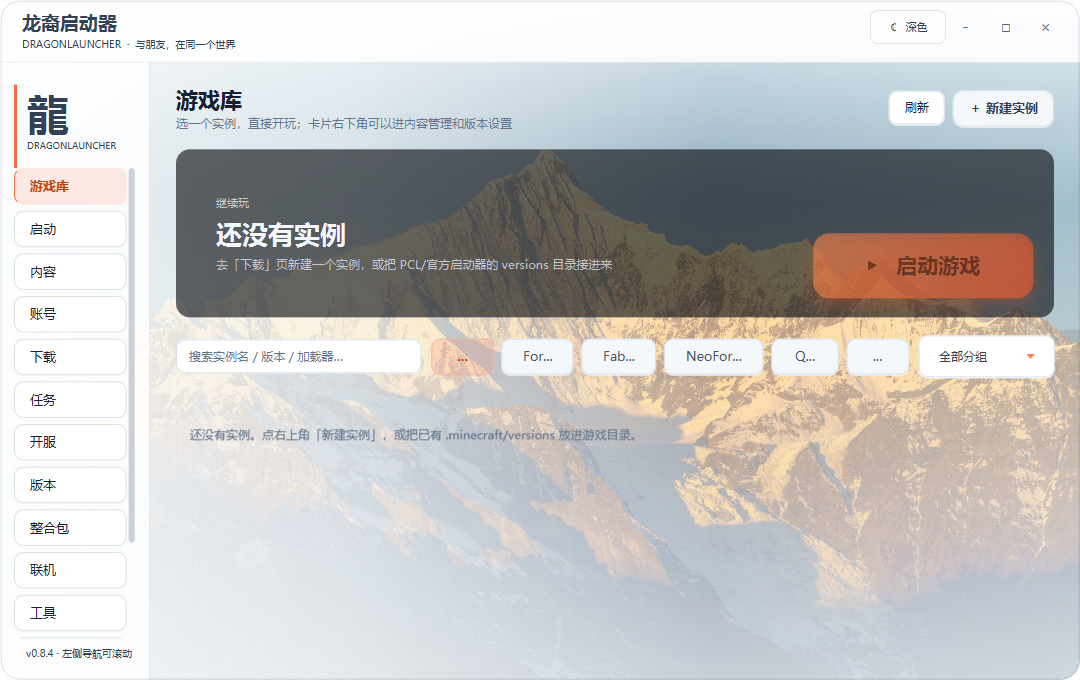 龙裔启动器
DRAGONLAUNCHER · 与朋友，在同一个世界
☾ 深色
龍
DRAGONLAUNCHER
游戏库
启动
内容
账号
下载
任务
开服
版本
整合包
联机
工具
v0.8.4 · 左侧导航可滚动
游戏库
选一个实例，直接开玩；卡片右下角可以进内容管理和版本设置
刷新
+ 新建实例
继续玩
还没有实例
去「下载」页新建一个实例，或把 PCL/官方启动器的 versions 目录接进来
▶ 启动游戏
搜索实例名 / 版本 / 加载器...
...
For...
Fab...
NeoFor...
Q...
...
全部分组
还没有实例。点右上角「新建实例」，或把已有 .minecraft/versions 放进游戏目录。